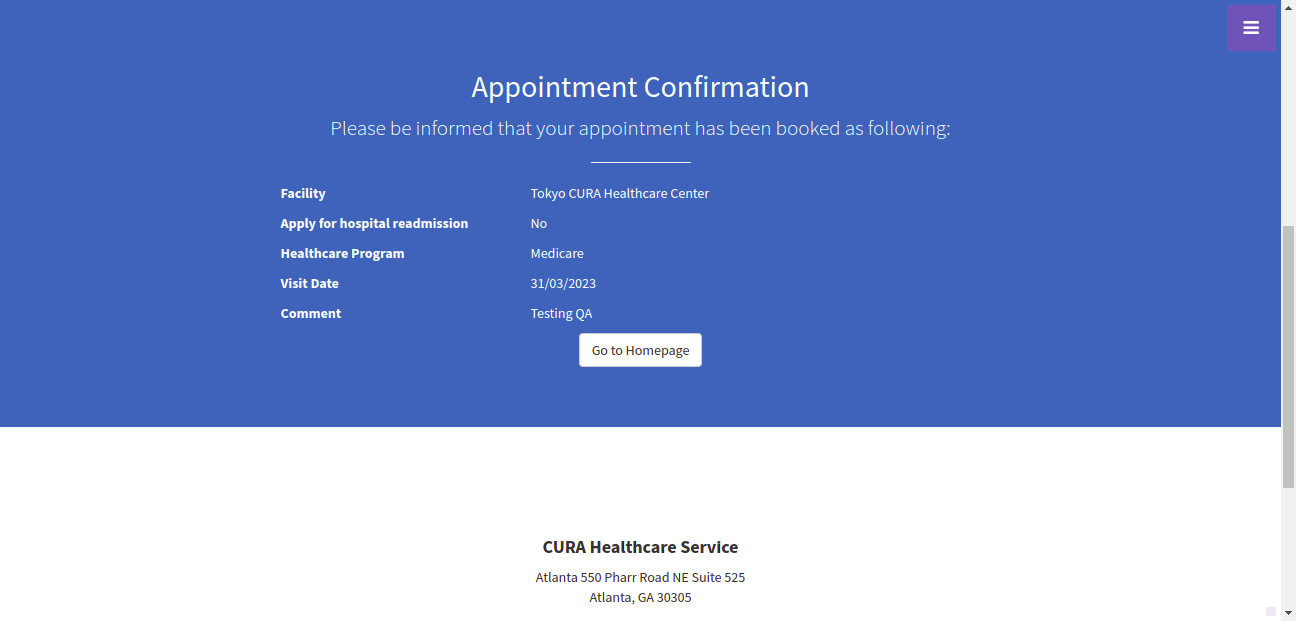 Appointment Confirmation
Please be informed that your appointment has been booked as following:
Facility Tokyo CURA Healthcare Center
Apply for hospital readmission No
Healthcare Program Medicare
Visit Date 31/03/2023
Comment Testing QA
Go to Homepage
CURA Healthcare Service
Atlanta 550 Pharr Road NE Suite 525
Atlanta, GA 30305